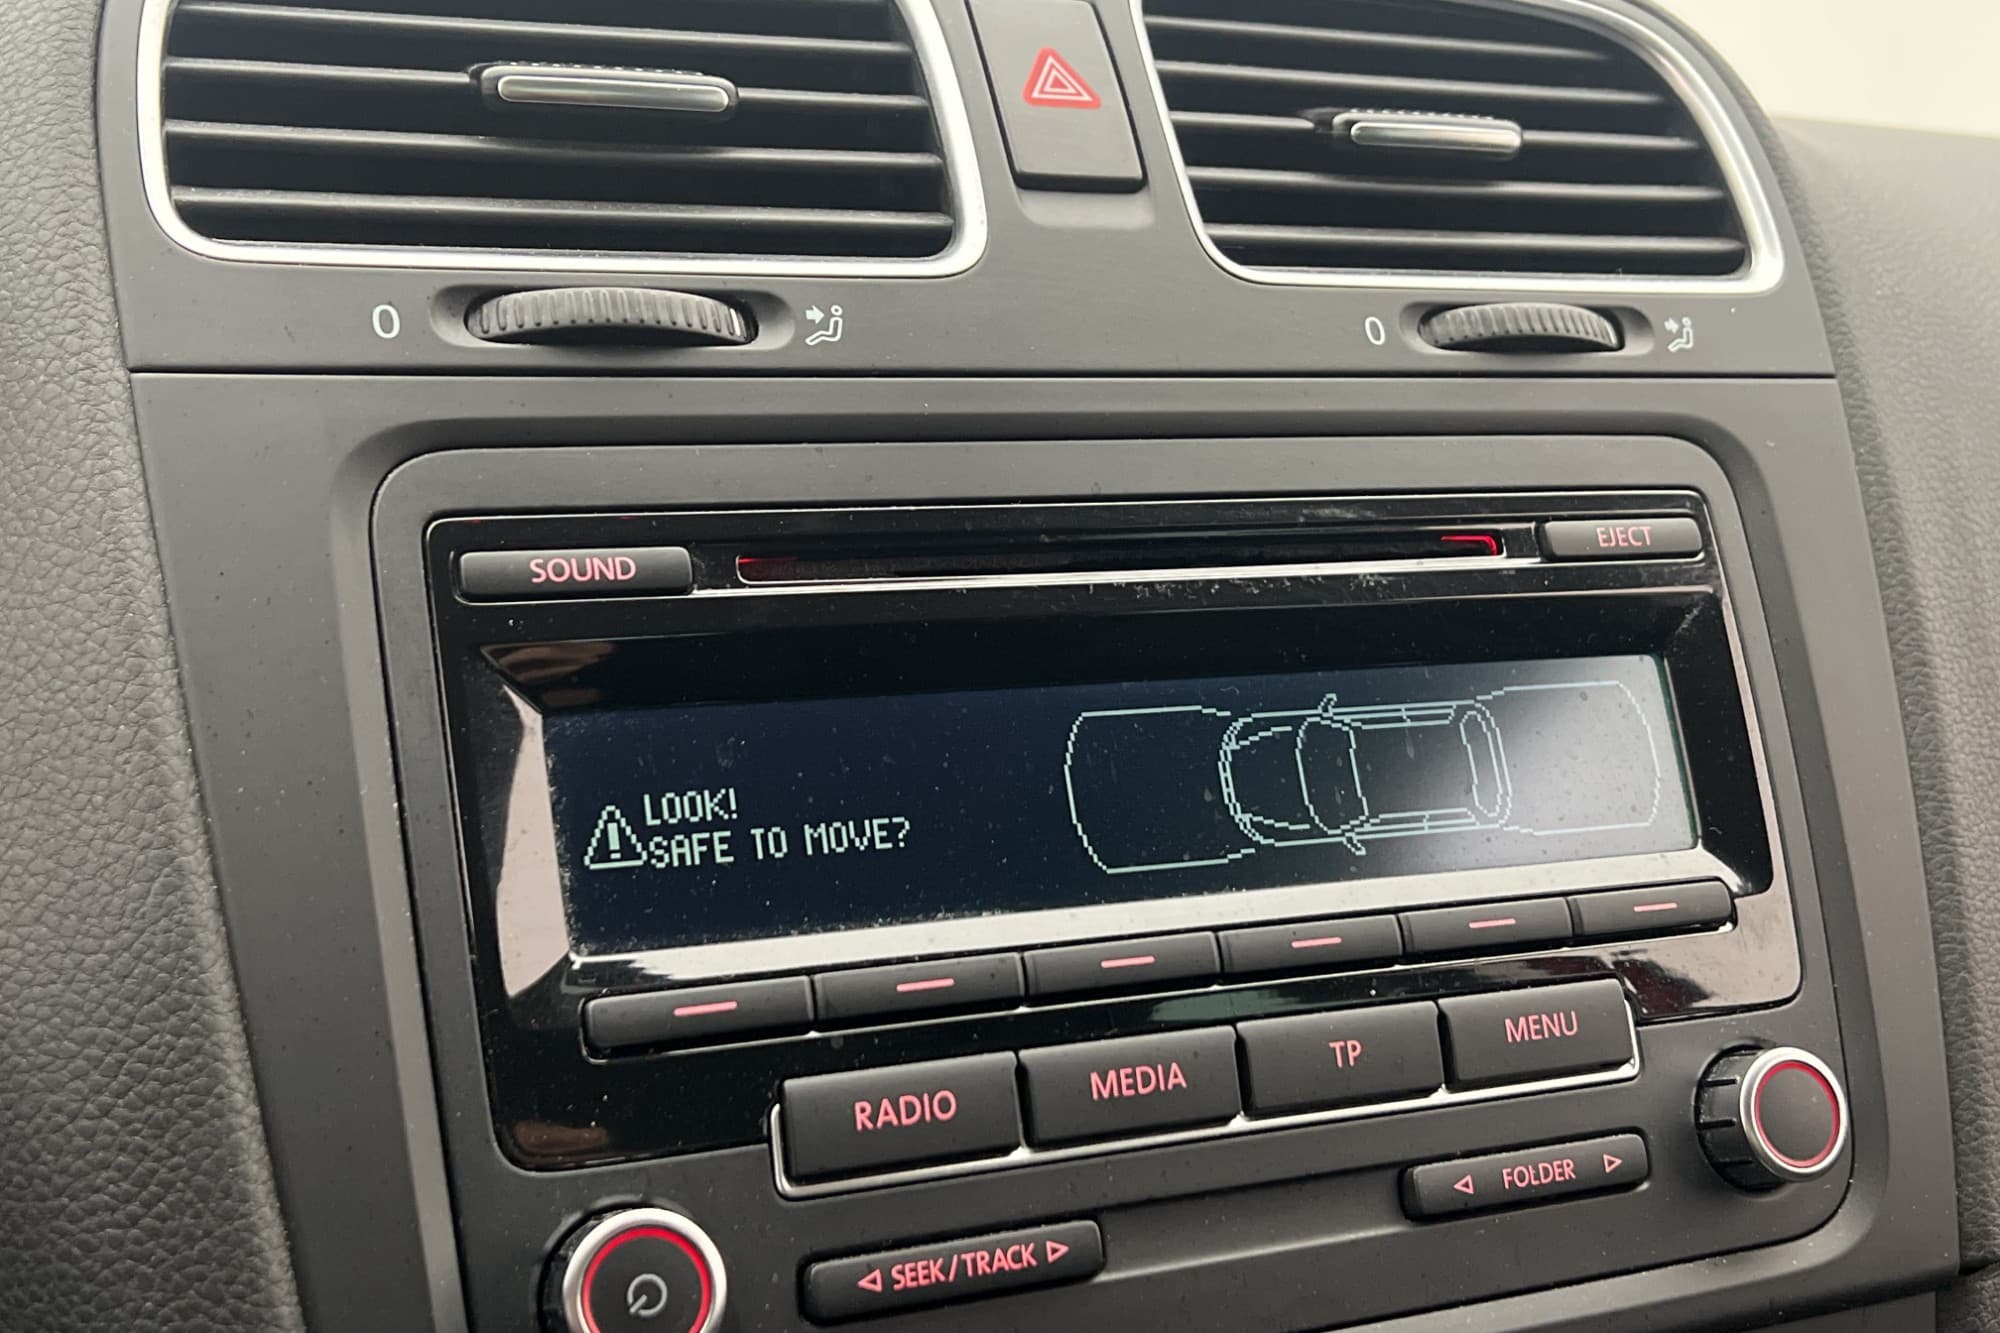 0
0
SOUND
EJECT
LOOK!
SAFE TO MOVE?
RADIO
MEDIA
TP
MENU
FOLDER
SEEK/TRACK